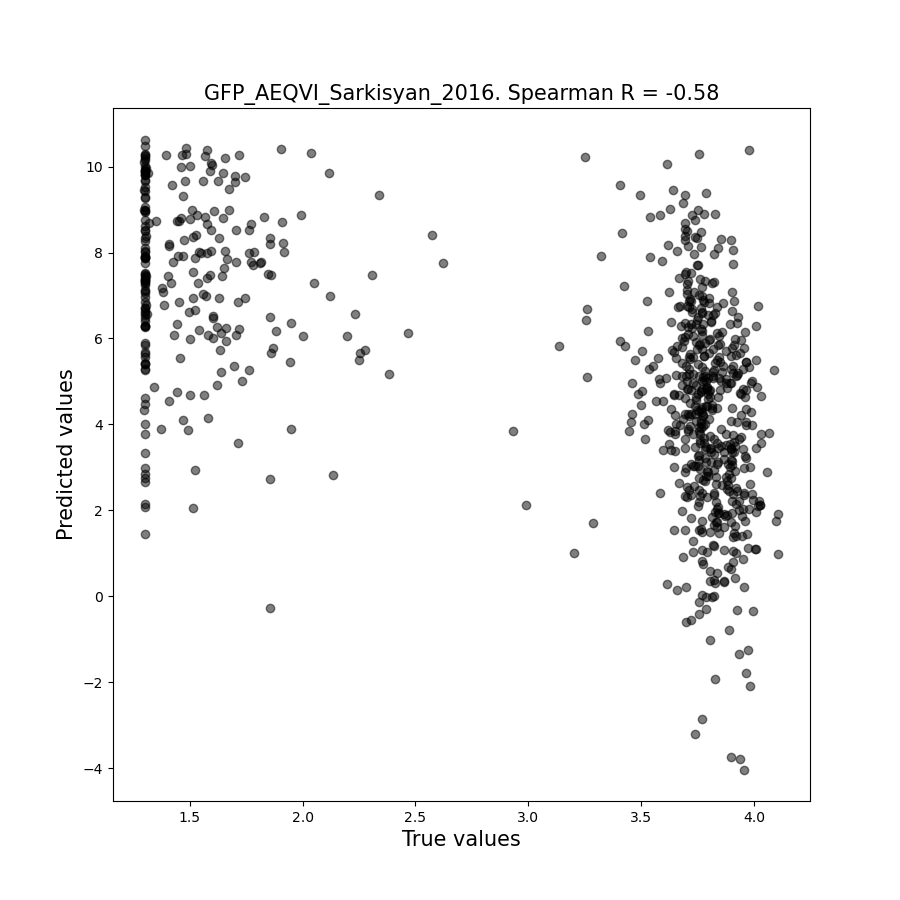 GFP_AEQVI_Sarkisyan_2016. Spearman R = -0.58
10
8
6
4
2
0
−2
−4
Predicted values
1.5 2.0 2.5 3.0 3.5 4.0
True values